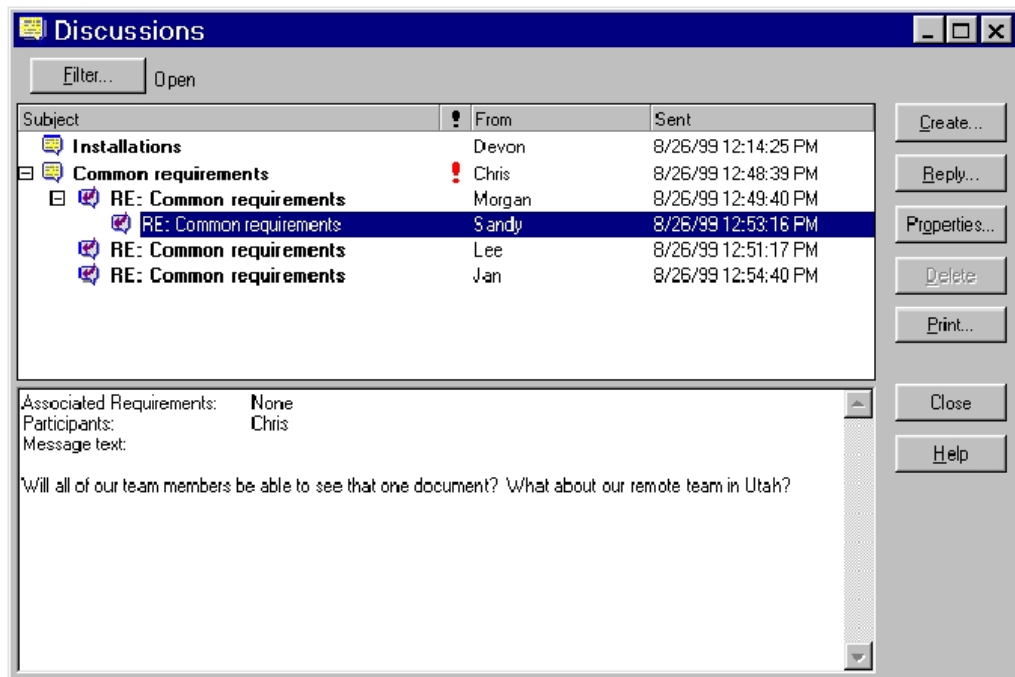 Discussions
Filter... Open
Subject ! From Sent
Installations Devon 8/26/99 12:14:25 PM
Common requirements ! Chris 8/26/99 12:48:39 PM
RE: Common requirements Morgan 8/26/99 12:49:40 PM
RE: Common requirements Sandy 8/26/99 12:53:16 PM
RE: Common requirements Lee 8/26/99 12:51:17 PM
RE: Common requirements Jan 8/26/99 12:54:40 PM
Create...
Reply...
Properties...
Delete
Print...
Close
Help
Associated Requirements: None
Participants: Chris
Message text:
Will all of our team members be able to see that one document? What about our remote team in Utah?